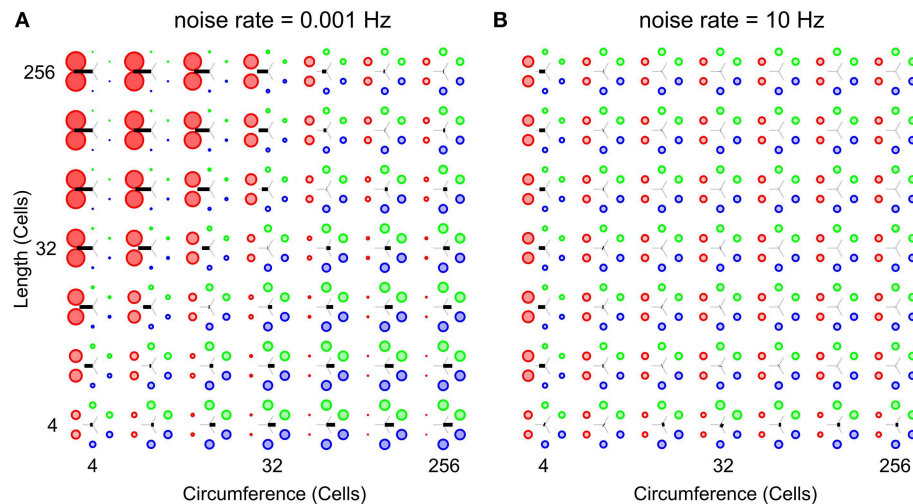 A noise rate = 0.001 Hz
B noise rate = 10 Hz
256
32
4
Length (Cells)
4 32 256
4 32 256
Circumference (Cells)
Circumference (Cells)